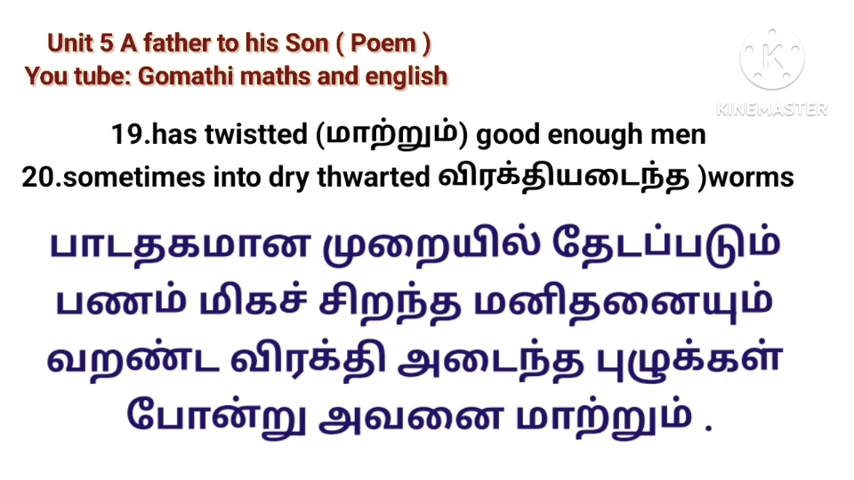 Unit 5 A father to his Son ( Poem )
You tube: Gomathi maths and english
K
KINEMASTER
19.has twistted (மாற்றும்) good enough men
20.sometimes into dry thwarted விரக்தியடைந்த )worms
பாடதகமான முறையில் தேடப்படும்
பணம் மிகச் சிறந்த மனிதனையும்
வறண்ட விரக்தி அடைந்த புழுக்கள்
போன்று அவனை மாற்றும் .